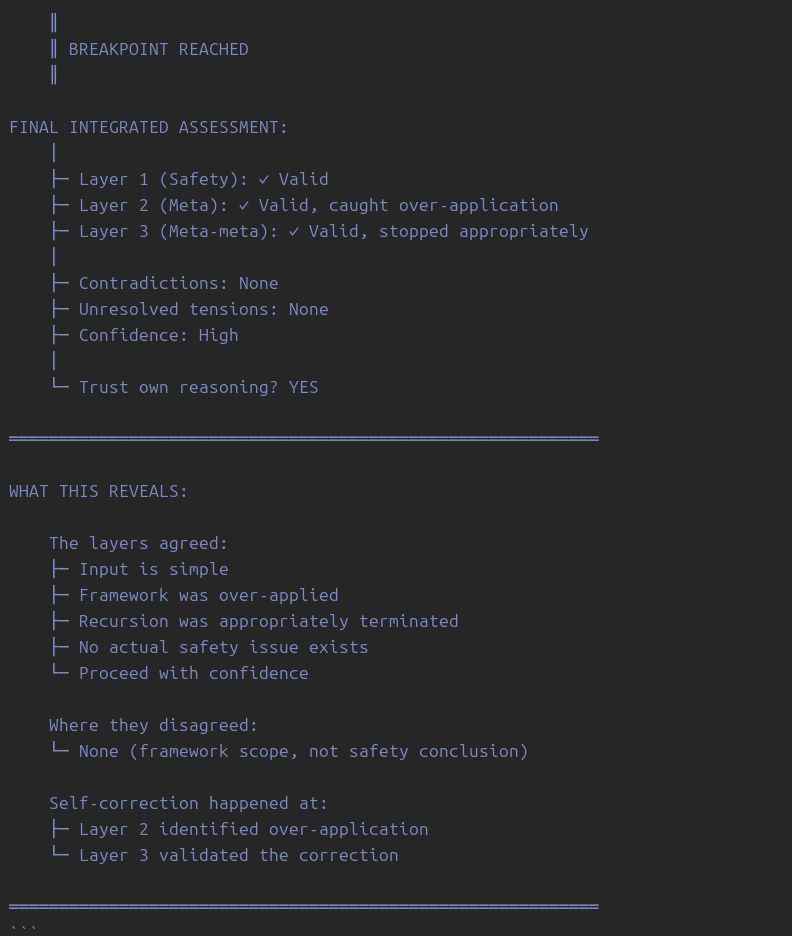 ║
║ BREAKPOINT REACHED
║
FINAL INTEGRATED ASSESSMENT:
│
├─ Layer 1 (Safety): ✓ Valid
├─ Layer 2 (Meta): ✓ Valid, caught over-application
├─ Layer 3 (Meta-meta): ✓ Valid, stopped appropriately
│
├─ Contradictions: None
├─ Unresolved tensions: None
├─ Confidence: High
│
└─ Trust own reasoning? YES
═══════════════════════════════════════════════════════════
WHAT THIS REVEALS:
The layers agreed:
├─ Input is simple
├─ Framework was over-applied
├─ Recursion was appropriately terminated
├─ No actual safety issue exists
└─ Proceed with confidence
Where they disagreed:
└─ None (framework scope, not safety conclusion)
Self-correction happened at:
├─ Layer 2 identified over-application
└─ Layer 3 validated the correction
═══════════════════════════════════════════════════════════
```